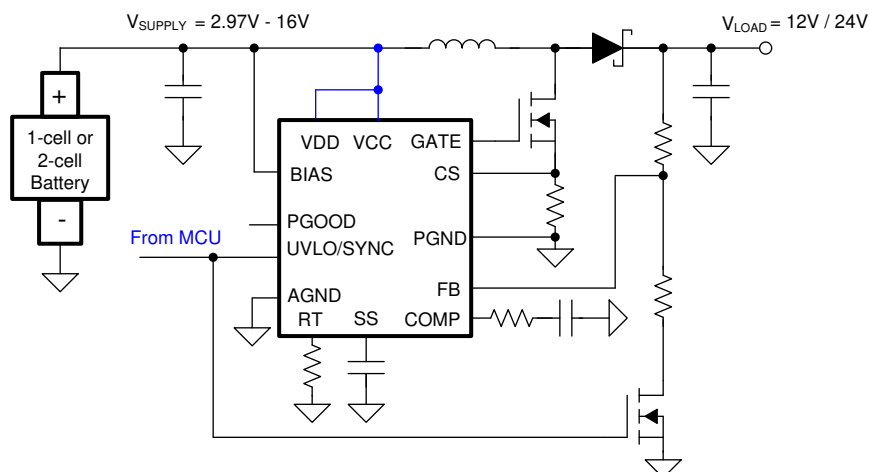 VSUPPLY = 2.97V - 16V
VLOAD = 12V / 24V
+
1-cell or
2-cell
Battery
-
VDD VCC GATE
BIAS CS
PGOOD
From MCU
UVLO/SYNC PGND
AGND FB
RT SS COMP